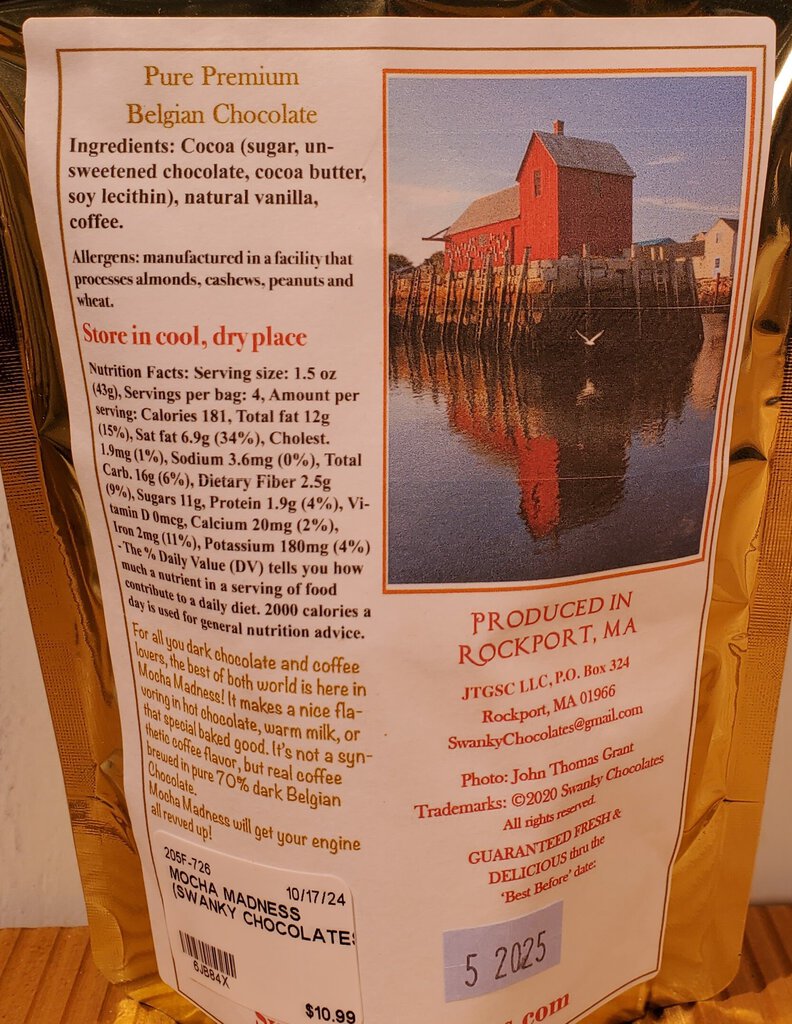 Pure Premium
Belgian Chocolate
Ingredients: Cocoa (sugar, un-
sweetened chocolate, cocoa butter,
soy lecithin), natural vanilla,
coffee.
Allergens: manufactured in a facility that
processes almonds, cashews, peanuts and
wheat.
Store in cool, dry place
Nutrition Facts: Serving size: 1.5 oz
(43g), Servings per bag: 4, Amount per
serving: Calories 181, Total fat 12g
(15%), Sat fat 6.9g (34%), Cholest.
1.9mg (1%), Sodium 3.6mg (0%), Total
Carb. 16g (6%), Dietary Fiber 2.5g
(9%), Sugars 11g, Protein 1.9g (4%), Vi-
tamin D 0mcg, Calcium 20mg (2%),
Iron 2mg (11%), Potassium 180mg (4%)
- The % Daily Value (DV) tells you how
much a nutrient in a serving of food
contribute to a daily diet. 2000 calories a
day is used for general nutrition advice.
For all you dark chocolate and coffee
lovers, the best of both world is here in
Mocha Madness! It makes a nice fla-
voring in hot chocolate, warm milk, or
that special baked good. It's not a syn-
thetic coffee flavor, but real coffee
brewed in pure 70% dark Belgian
Chocolate.
Mocha Madness will get your engine
all revved up!
205F-726
10/17/24
MOCHA MADNESS
(SWANKY CHOCOLATES
6J884X
$10.99
PRODUCED IN
ROCKPORT, MA
JTGSC LLC, P.O. Box 324
Rockport, MA 01966
SwankyChocolates@gmail.com
Photo: John Thomas Grant
Trademarks: ©2020 Swanky Chocolates
All rights reserved.
GUARANTEED FRESH &
DELICIOUS thru the
'Best Before' date:
5 2025
s.com